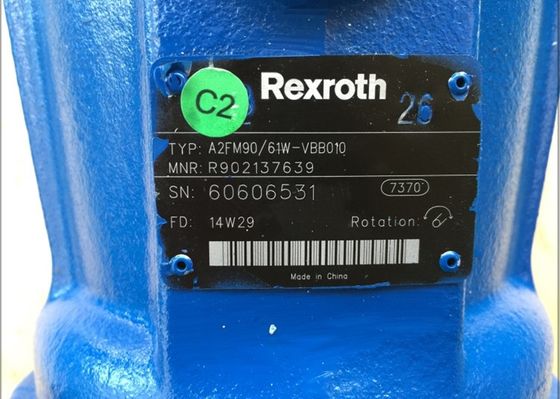 C2 Rexroth
26
TYP: A2FM90/61W-VBB010
MNR: R902137639
SN: 60606531 7370
FD: 14W29 Rotation:
Made in China